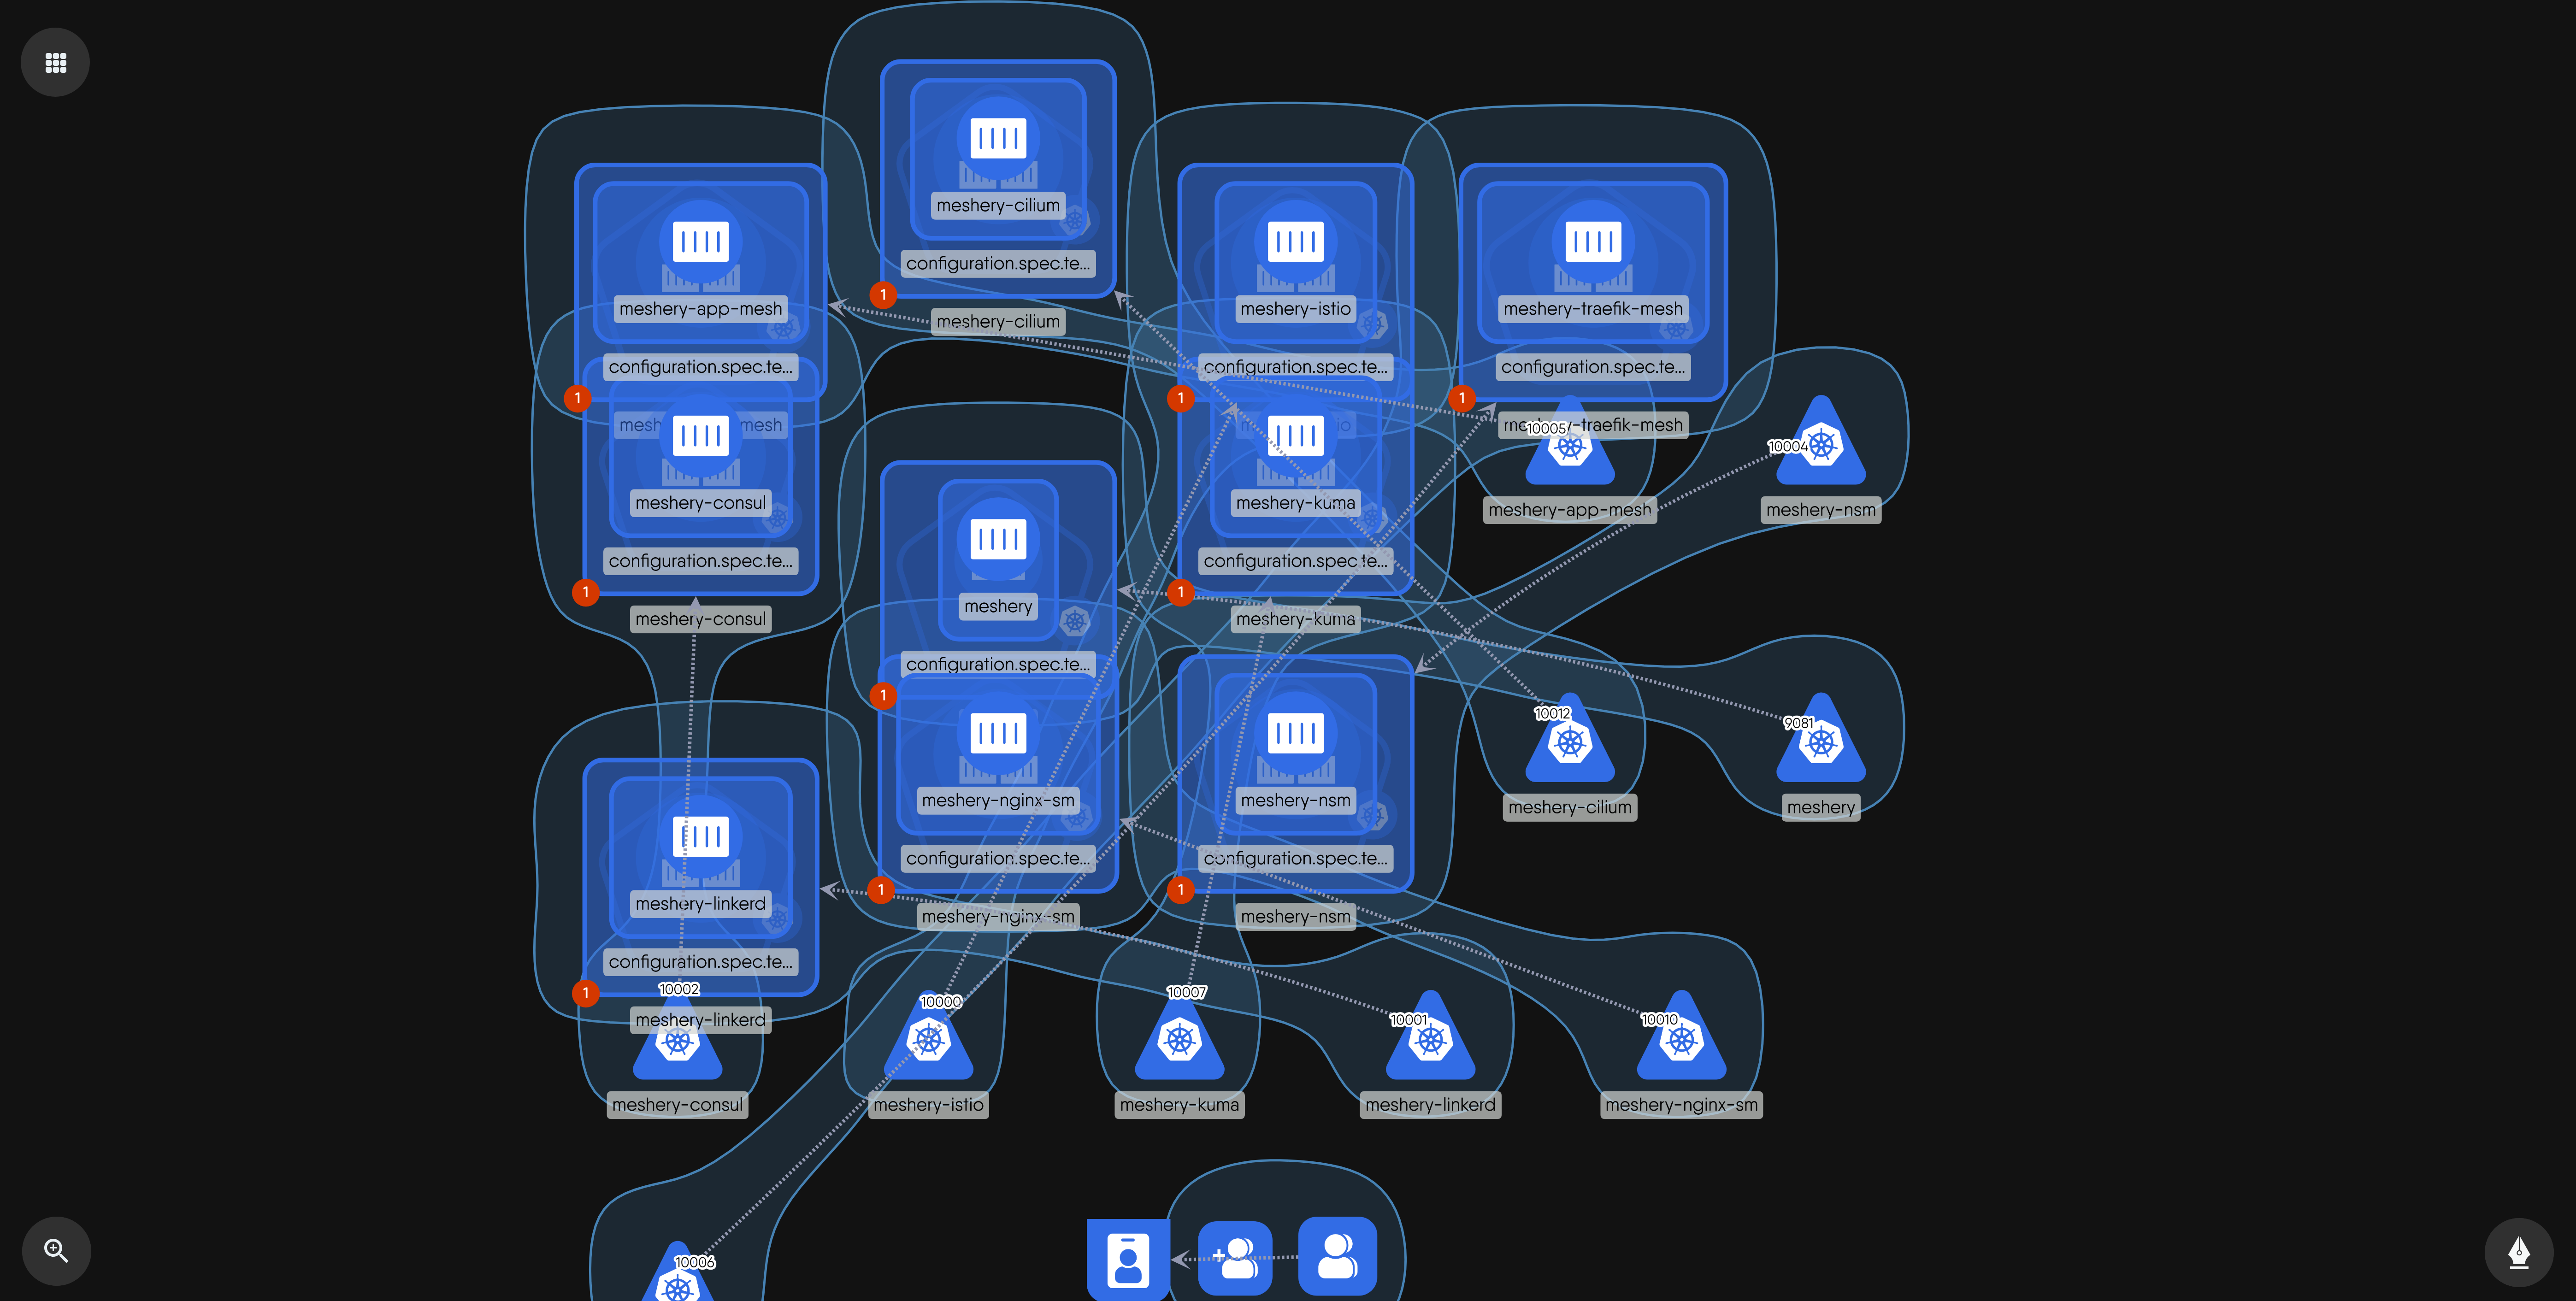 meshery-cilium
configuration.spec.te...
1
meshery-cilium
meshery-app-mesh
configuration.spec.te...
1
meshery-istio
configuration.spec.te...
1
meshery-traefik-mesh
configuration.spec.te...
1
mesh
mesh
io
me
-traefik-mesh
10005
meshery-app-mesh
10004
meshery-nsm
meshery-consul
configuration.spec.te...
1
meshery-consul
meshery-kuma
configuration.spec.te...
1
meshery-kuma
meshery
configuration.spec.te...
1
meshery-nginx-sm
configuration.spec.te...
1
meshery-nginx-sm
meshery-nsm
configuration.spec.te...
1
meshery-nsm
10012
meshery-cilium
9081
meshery
meshery-linkerd
configuration.spec.te...
1
meshery-linkerd
10002
meshery-consul
10000
meshery-istio
10007
meshery-kuma
10001
meshery-linkerd
10010
meshery-nginx-sm
10006